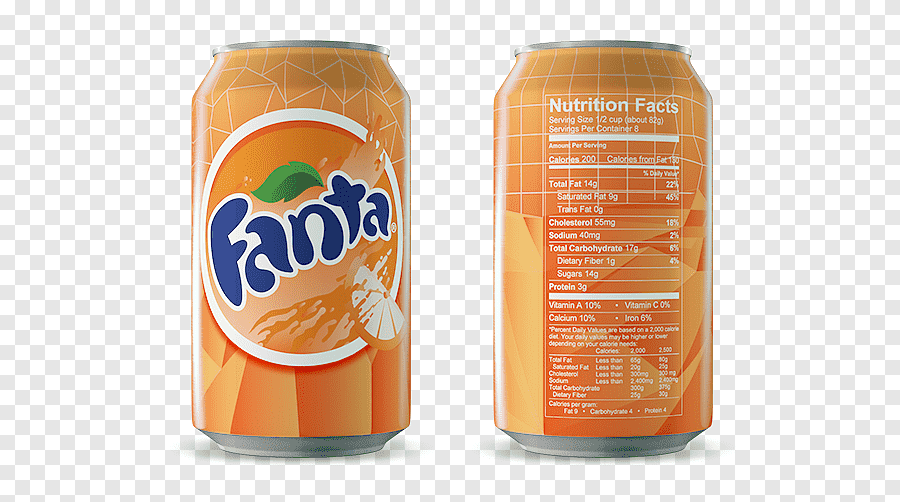 Fanta®
Nutrition Facts
Serving Size 1/2 cup (about 82g)
Servings Per Container 8
Amount Per Serving
Calories 200 Calories from Fat 130
% Daily Value*
Total Fat 14g 22%
Saturated Fat 9g 45%
Trans Fat 0g
Cholesterol 55mg 18%
Sodium 40mg 2%
Total Carbohydrate 17g 6%
Dietary Fiber 1g 4%
Sugars 14g
Protein 3g
Vitamin A 10% • Vitamin C 0%
Calcium 10% • Iron 6%
*Percent Daily Values are based on a 2,000 calorie
diet. Your daily values may be higher or lower
depending on your calorie needs:
Calories: 2,000 2,500
Total Fat Less than 65g 80g
Saturated Fat Less than 20g 25g
Cholesterol Less than 300mg 300 mg
Sodium Less than 2,400mg 2,400mg
Total Carbohydrate 300g 375g
Dietary Fiber 25g 30g
Calories per gram:
Fat 9 • Carbohydrate 4 • Protein 4